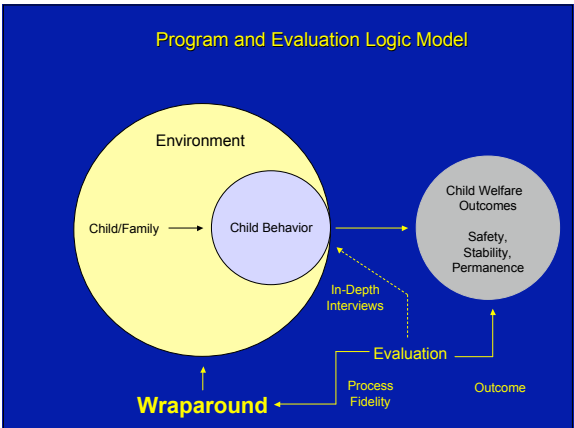 Program and Evaluation Logic Model
Environment
Child/Family
Child Behavior
Child Welfare
Outcomes
Safety,
Stability,
Permanence
In-Depth
Interviews
Evaluation
Process
Fidelity
Outcome
Wraparound